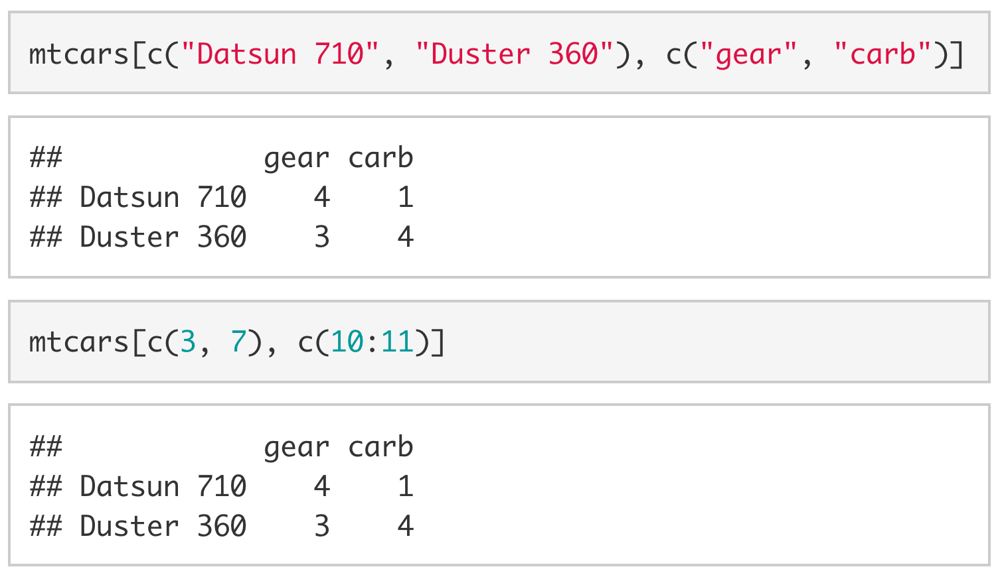 mtcars[c("Datsun 710", "Duster 360"), c("gear", "carb")]
##            gear carb
## Datsun 710    4    1
## Duster 360    3    4
mtcars[c(3, 7), c(10:11)]
##            gear carb
## Datsun 710    4    1
## Duster 360    3    4